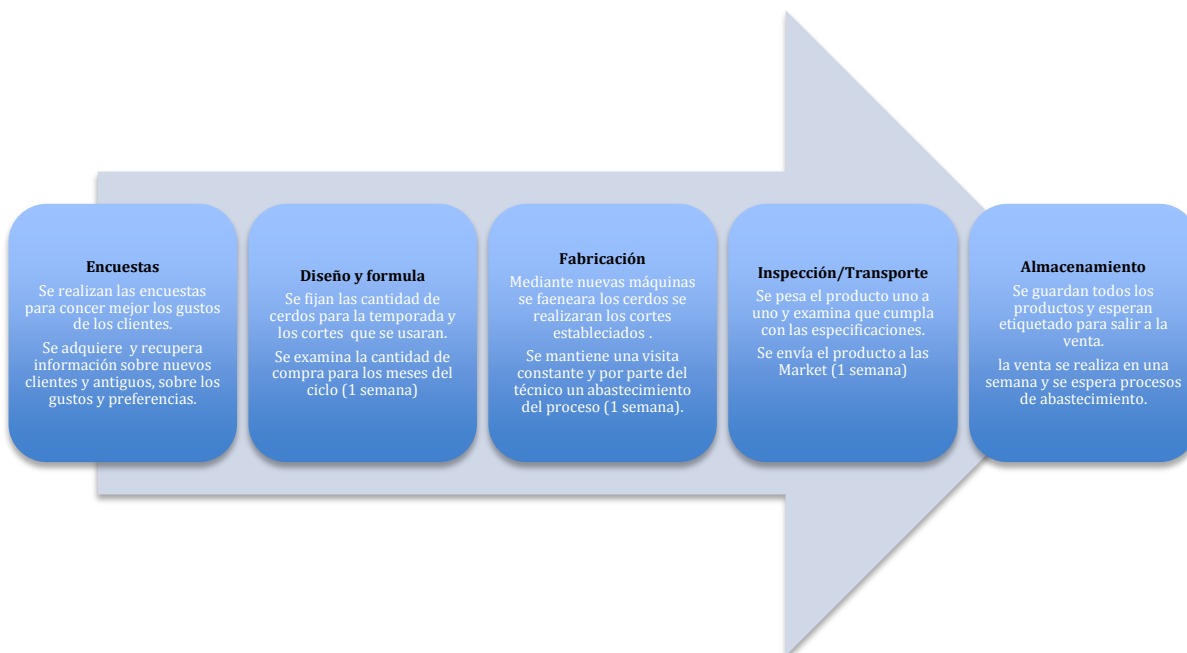 Encuestas
Se realizan las encuestas
para concer mejor los gustos
de los clientes.
Se adquiere y recupera
información sobre nuevos
clientes y antiguos, sobre los
gustos y preferencias.
Diseño y formula
Se fijan las cantidad de
cerdos para la temporada y
los cortes que se usaran.
Se examina la cantidad de
compra para los meses del
ciclo (1 semana)
Fabricación
Mediante nuevas máquinas
se faeneara los cerdos se
realizaran los cortes
estableciados .
Se mantiene una visita
constante y por parte del
técnico un abastecimiento
del proceso (1 semana).
Inspección/Transporte
Se pesa el producto uno a
uno y examina que cumpla
con las especificaciones.
Se envía el producto a las
Market (1 semana)
Almacenamiento
Se guardan todos los
productos y esperan
etiquetado para salir a la
venta.
la venta se realiza en una
semana y se espera procesos
de abastecimiento.